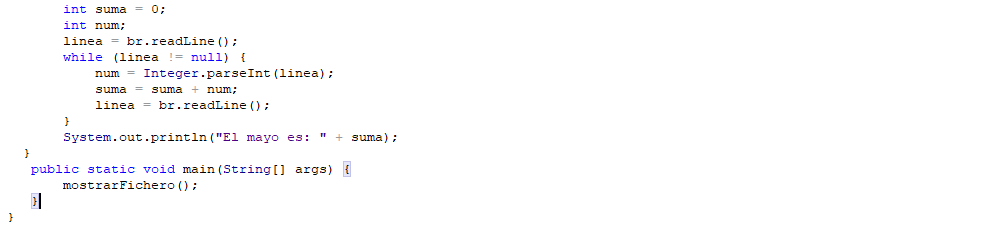 int suma = 0;
int num;
linea = br.readLine();
while (linea != null) {
num = Integer.parseInt(linea);
suma = suma + num;
linea = br.readLine();
}
System.out.println("El mayo es: " + suma);
}
public static void main(String[] args) {
mostrarFichero();
}
}